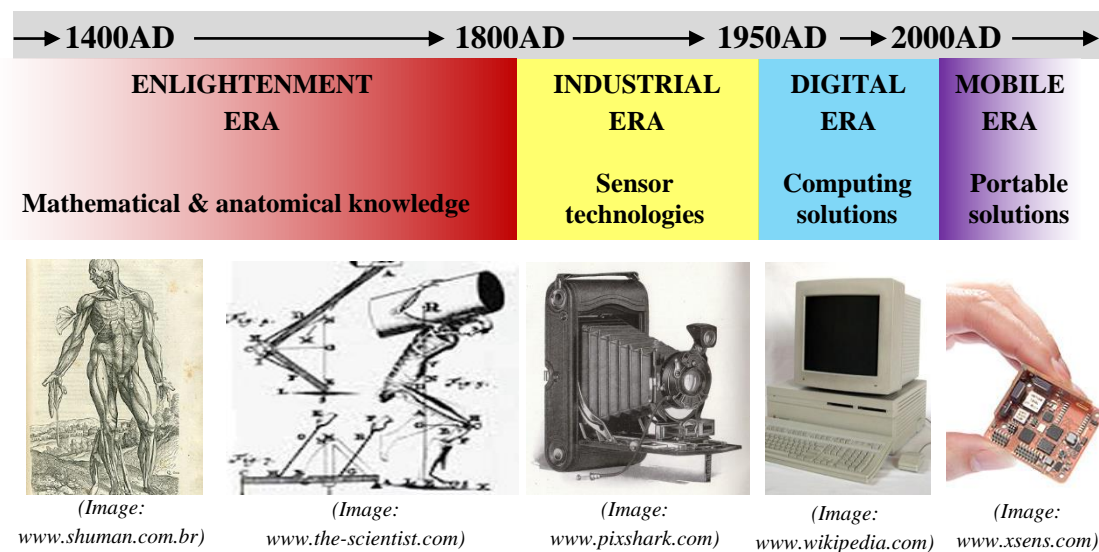 1400AD 1800AD 1950AD 2000AD
ENLIGHTENMENT
ERA
Mathematical & anatomical knowledge
INDUSTRIAL
ERA
Sensor
technologies
DIGITAL
ERA
Computing
solutions
MOBILE
ERA
Portable
solutions
(Image:
www.shuman.com.br)
(Image:
www.the-scientist.com)
(Image:
www.pixshark.com)
(Image:
www.wikipedia.com)
(Image:
www.xsens.com)